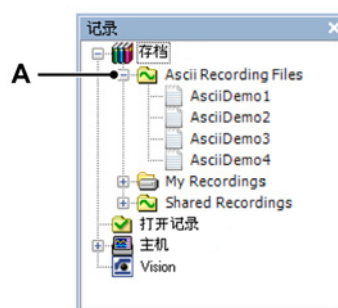 记录
存档
A
Ascii Recording Files
AsciiDemo1
AsciiDemo2
AsciiDemo3
AsciiDemo4
My Recordings
Shared Recordings
打开记录
主机
Vision